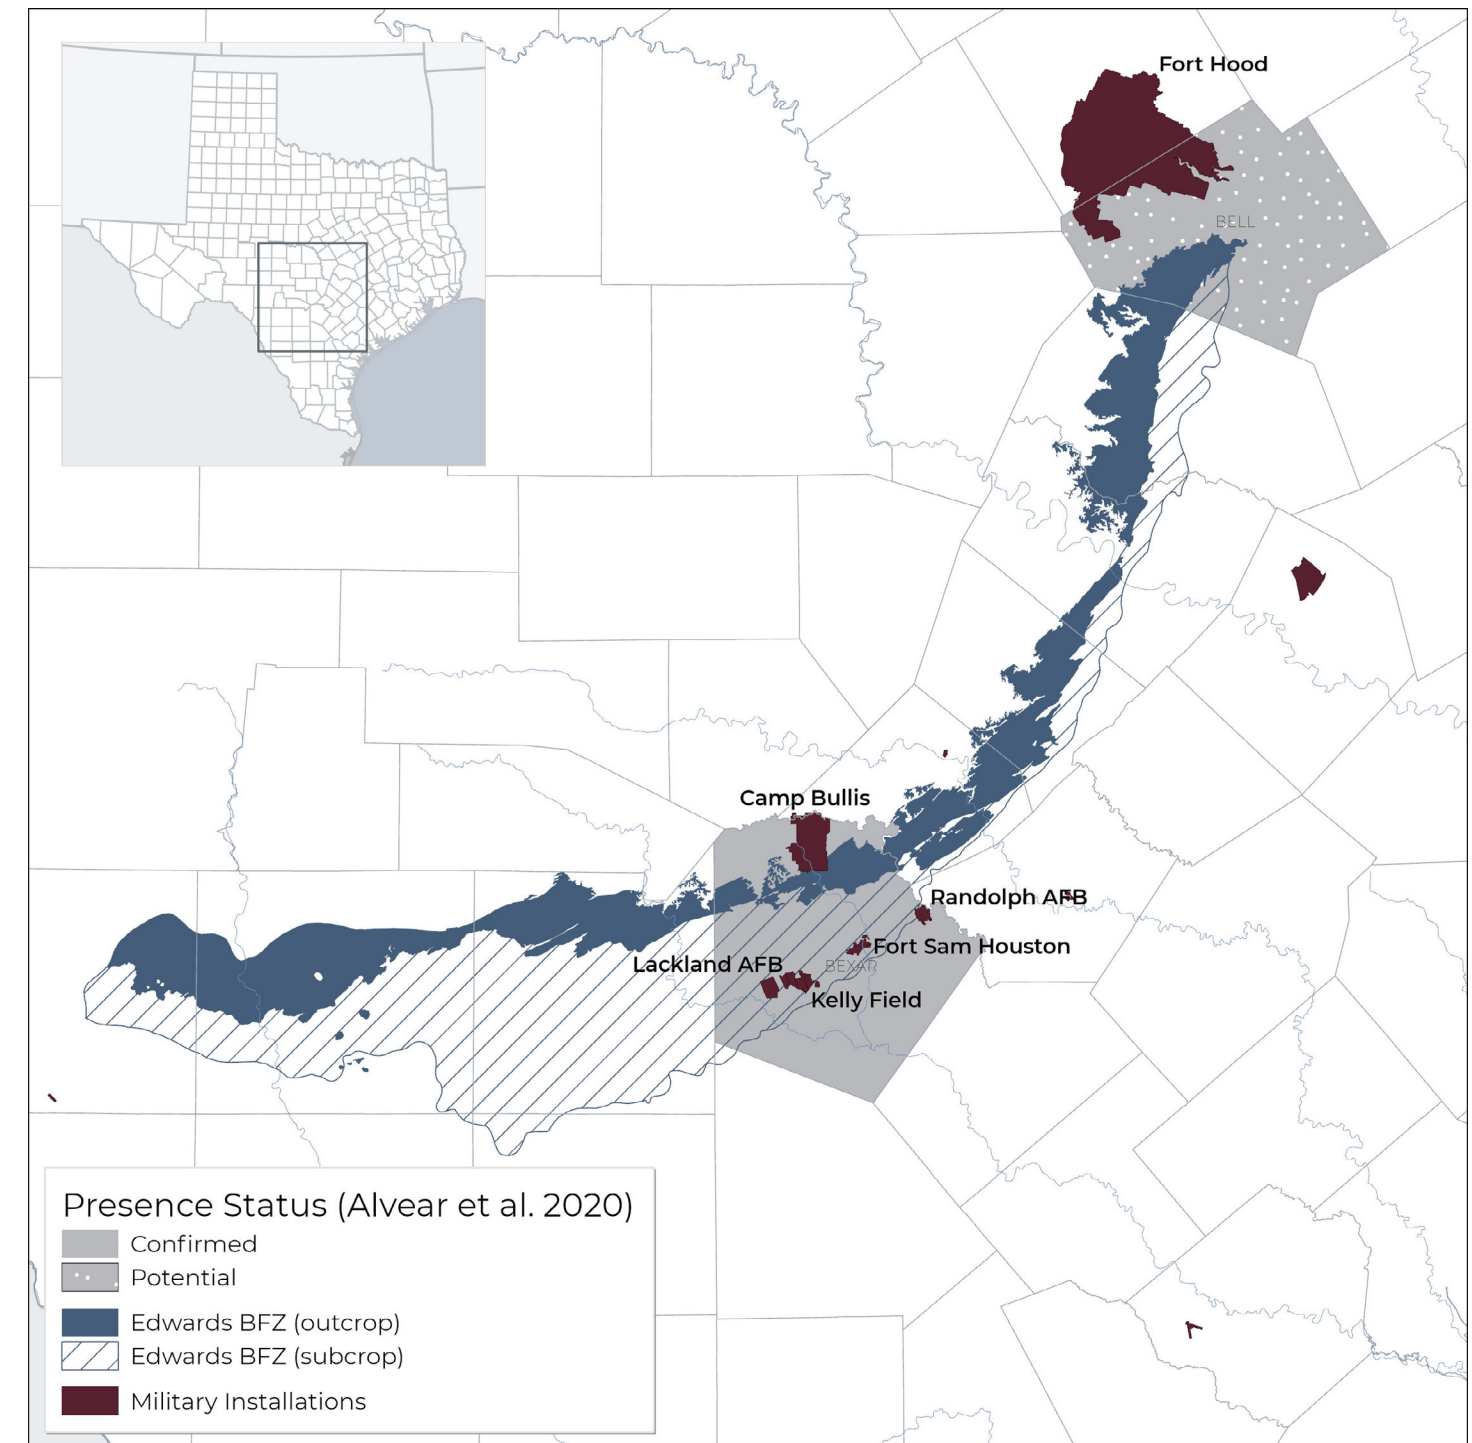 Fort Hood
BELL
Camp Bullis
Randolph AFB
Fort Sam Houston
Lackland AFB
BEXAR
Kelly Field
Presence Status (Alvear et al. 2020)
Confirmed
Potential
Edwards BFZ (outcrop)
Edwards BFZ (subcrop)
Military Installations